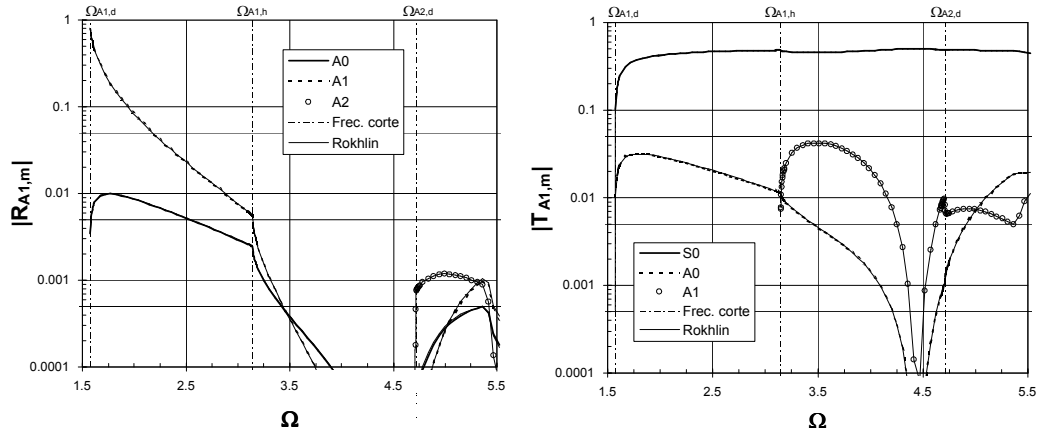 ΩA1,d
ΩA1,h
ΩA2,d
1
0.1
0.01
0.001
0.0001
|RA1,m|
A0
A1
A2
Frec. corte
Rokhlin
1.5
2.5
3.5
4.5
5.5
Ω
ΩA1,d
ΩA1,h
ΩA2,d
1
0.1
0.01
0.001
0.0001
|TA1,m|
S0
A0
A1
Frec. corte
Rokhlin
1.5
2.5
3.5
4.5
5.5
Ω